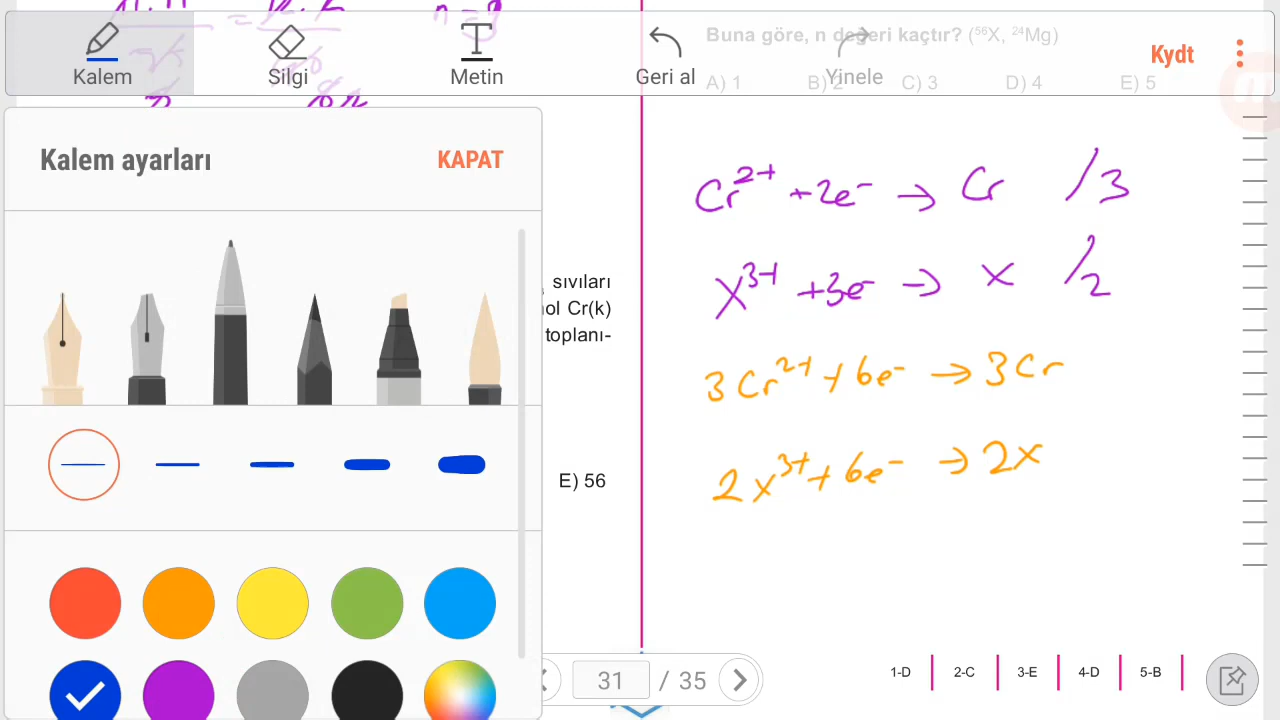 n =
Buna göre, n değeri kaçtır? (⁵⁶X, ²⁴Mg)
Kalem
Silgi
Metin
Geri al
Yinele
Kydt
A) 1 B) 2 C) 3 D) 4 E) 5
Kalem ayarları
KAPAT
sıvıları
ol Cr(k)
toplanı-
E) 56
Cr²⁺ +2e⁻ → Cr /3
X³⁺ +3e⁻ → X /2
3Cr²⁺ + 6e⁻ → 3Cr
2X³⁺ + 6e⁻ → 2X
31 / 35
1-D 2-C 3-E 4-D 5-B